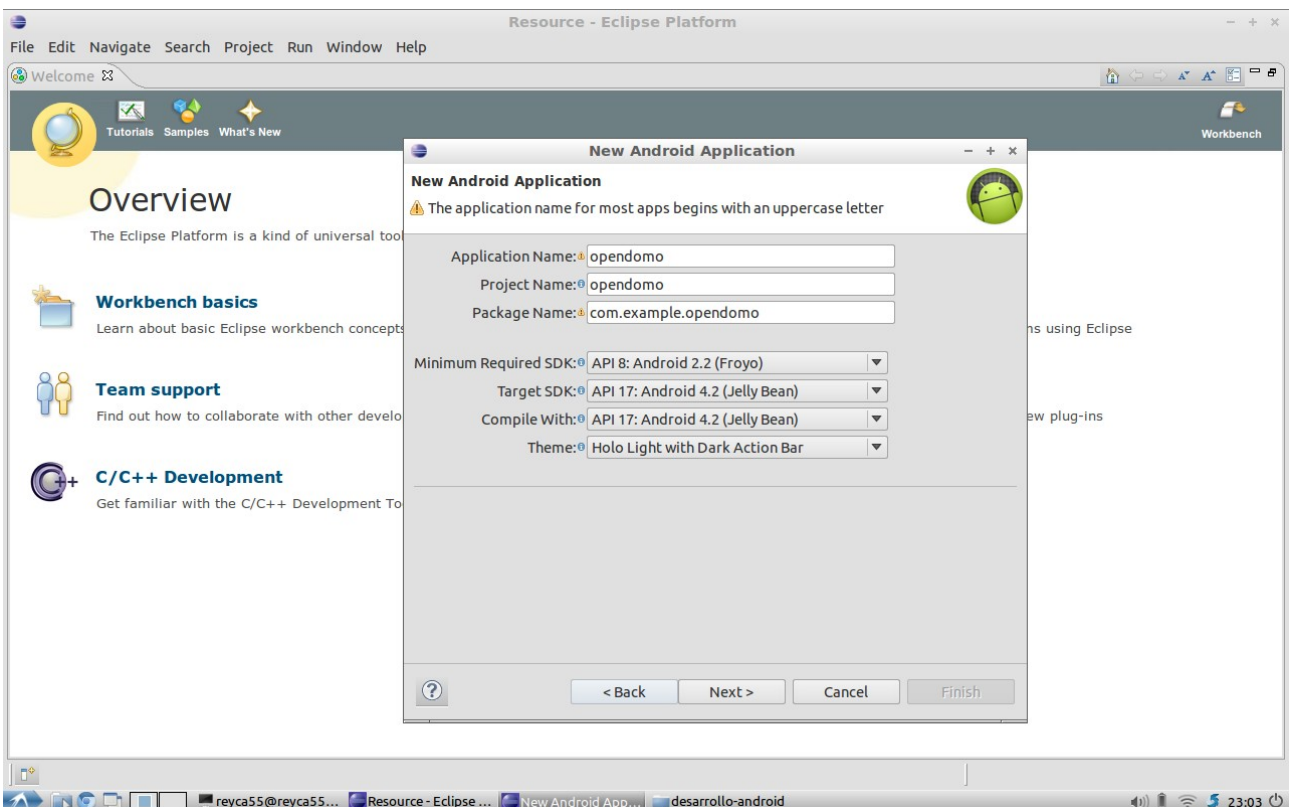 Resource - Eclipse Platform
File Edit Navigate Search Project Run Window Help
Welcome
Tutorials Samples What's New
Workbench
New Android Application
New Android Application
The application name for most apps begins with an uppercase letter
Overview
The Eclipse Platform is a kind of universal tool
Application Name: opendomo
Project Name: opendomo
Package Name: com.example.opendomo
Workbench basics
Learn about basic Eclipse workbench concepts
ns using Eclipse
Minimum Required SDK: API 8: Android 2.2 (Froyo)
Target SDK: API 17: Android 4.2 (Jelly Bean)
Compile With: API 17: Android 4.2 (Jelly Bean)
Theme: Holo Light with Dark Action Bar
Team support
Find out how to collaborate with other develo
ew plug-ins
C/C++ Development
Get familiar with the C/C++ Development To
< Back Next > Cancel Finish
reyca55@reyca55... Resource - Eclipse ... New Android App... desarrollo-android 23:03